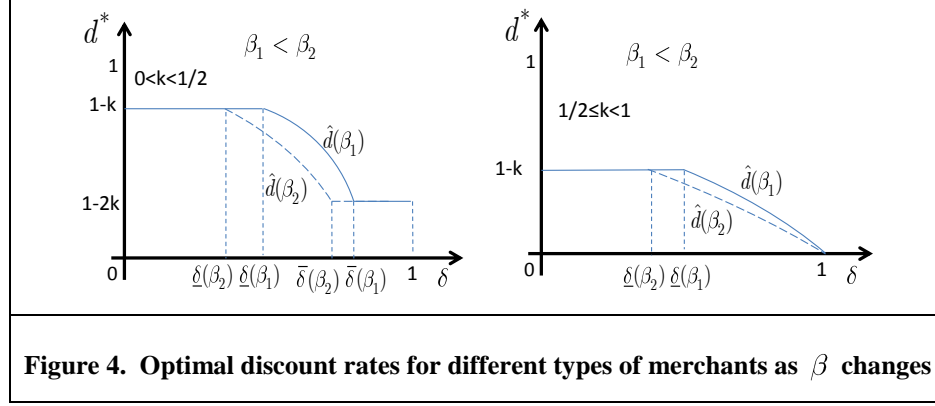 d*
β₁ < β₂
1
0<k<1/2
1-k
d̂(β₁)
d̂(β₂)
1-2k
0
δ̲(β₂) δ̲(β₁) δ̄(β₂) δ̄(β₁) 1 δ
d*
β₁ < β₂
1
1/2≤k<1
1-k
d̂(β₁)
d̂(β₂)
0
δ̲(β₂) δ̲(β₁) 1 δ
Figure 4. Optimal discount rates for different types of merchants as β changes